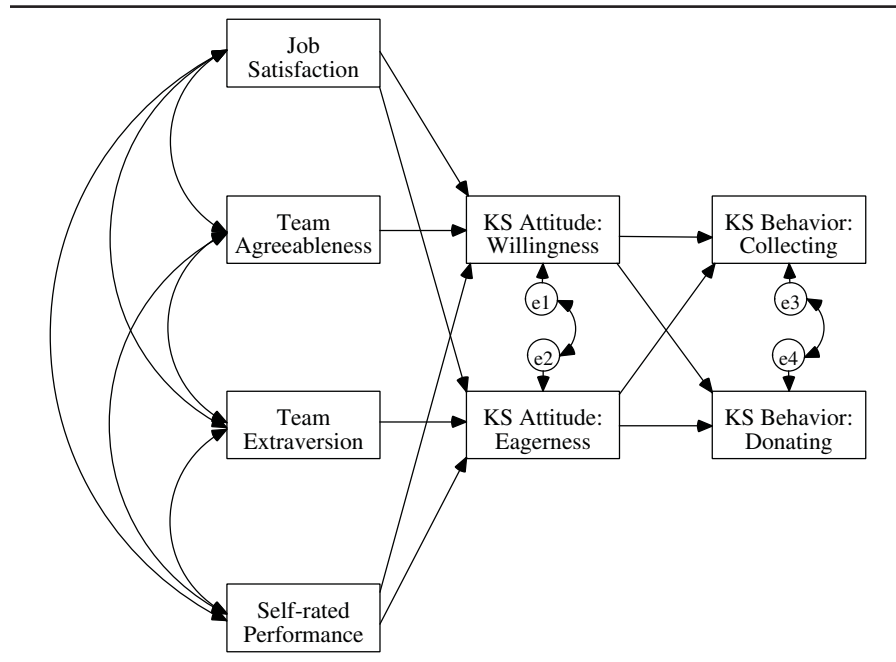 Job
Satisfaction
Team
Agreeableness
KS Attitude:
Willingness
KS Behavior:
Collecting
e1
e3
e2
e4
Team
Extraversion
KS Attitude:
Eagerness
KS Behavior:
Donating
Self-rated
Performance